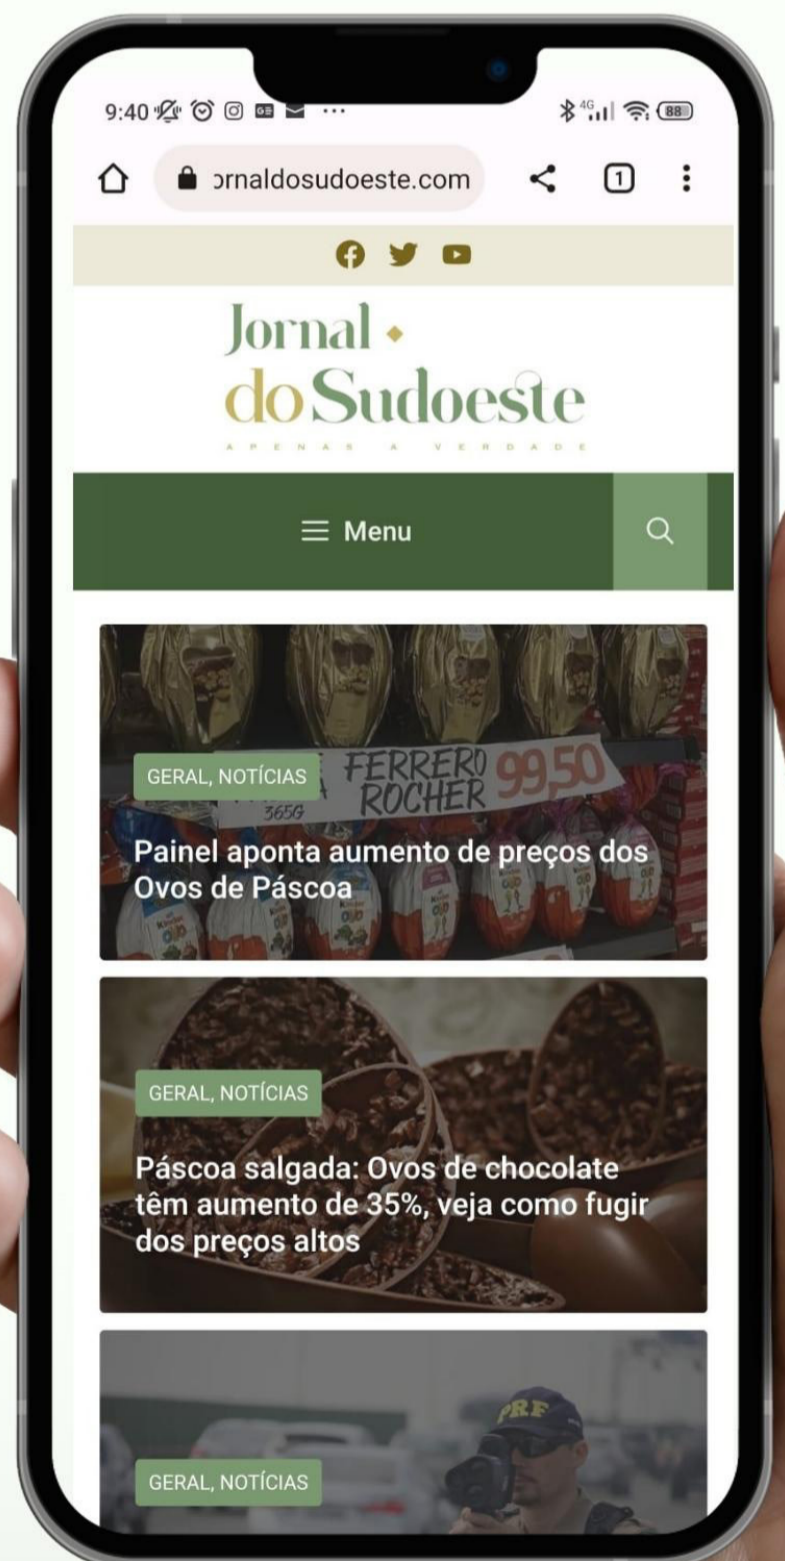 9:40
4G
88
ornaldosudoeste.com
1
Jornal
do Sudoeste
APENAS A VERDADE
Menu
FERRERO
ROCHER
99,50
365G
GERAL, NOTÍCIAS
Painel aponta aumento de preços dos
Ovos de Páscoa
GERAL, NOTÍCIAS
Páscoa salgada: Ovos de chocolate
têm aumento de 35%, veja como fugir
dos preços altos
PRF
GERAL, NOTÍCIAS